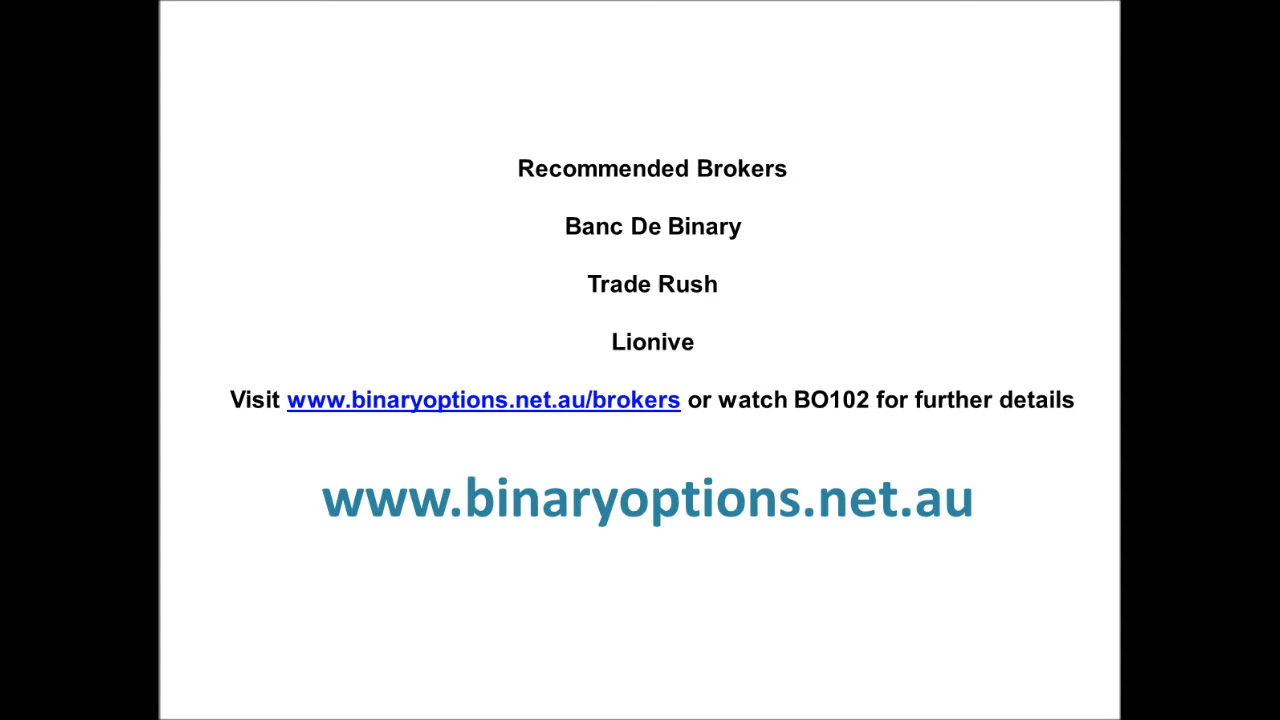 Recommended Brokers
Banc De Binary
Trade Rush
Lionive
Visit www.binaryoptions.net.au/brokers or watch BO102 for further details
www.binaryoptions.net.au